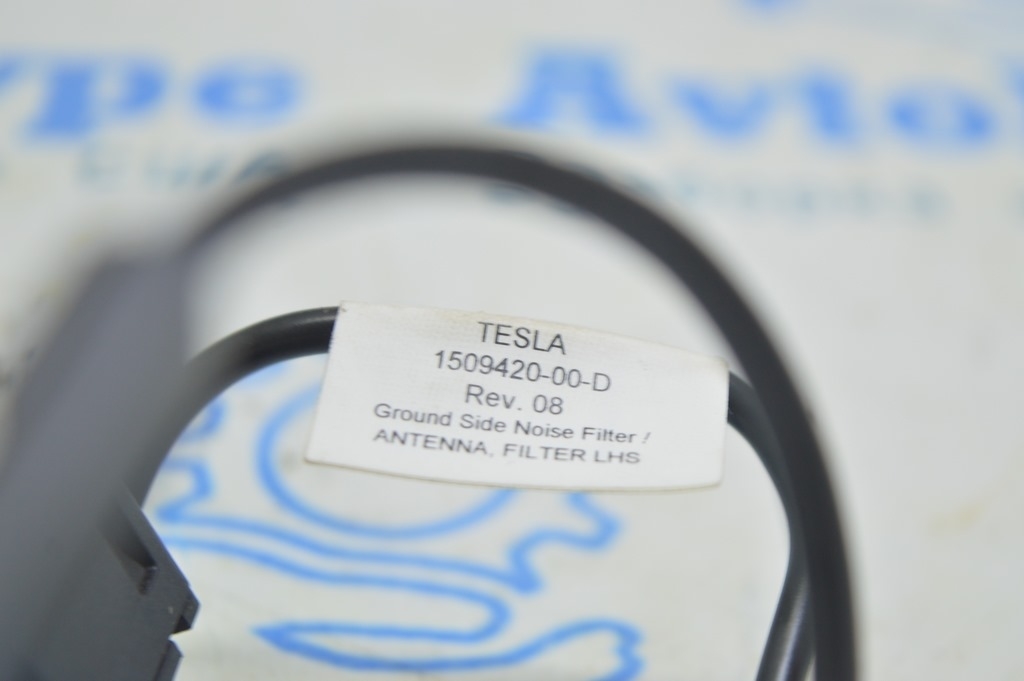 TESLA
1509420-00-D
Rev. 08
Ground Side Noise Filter /
ANTENNA, FILTER LHS